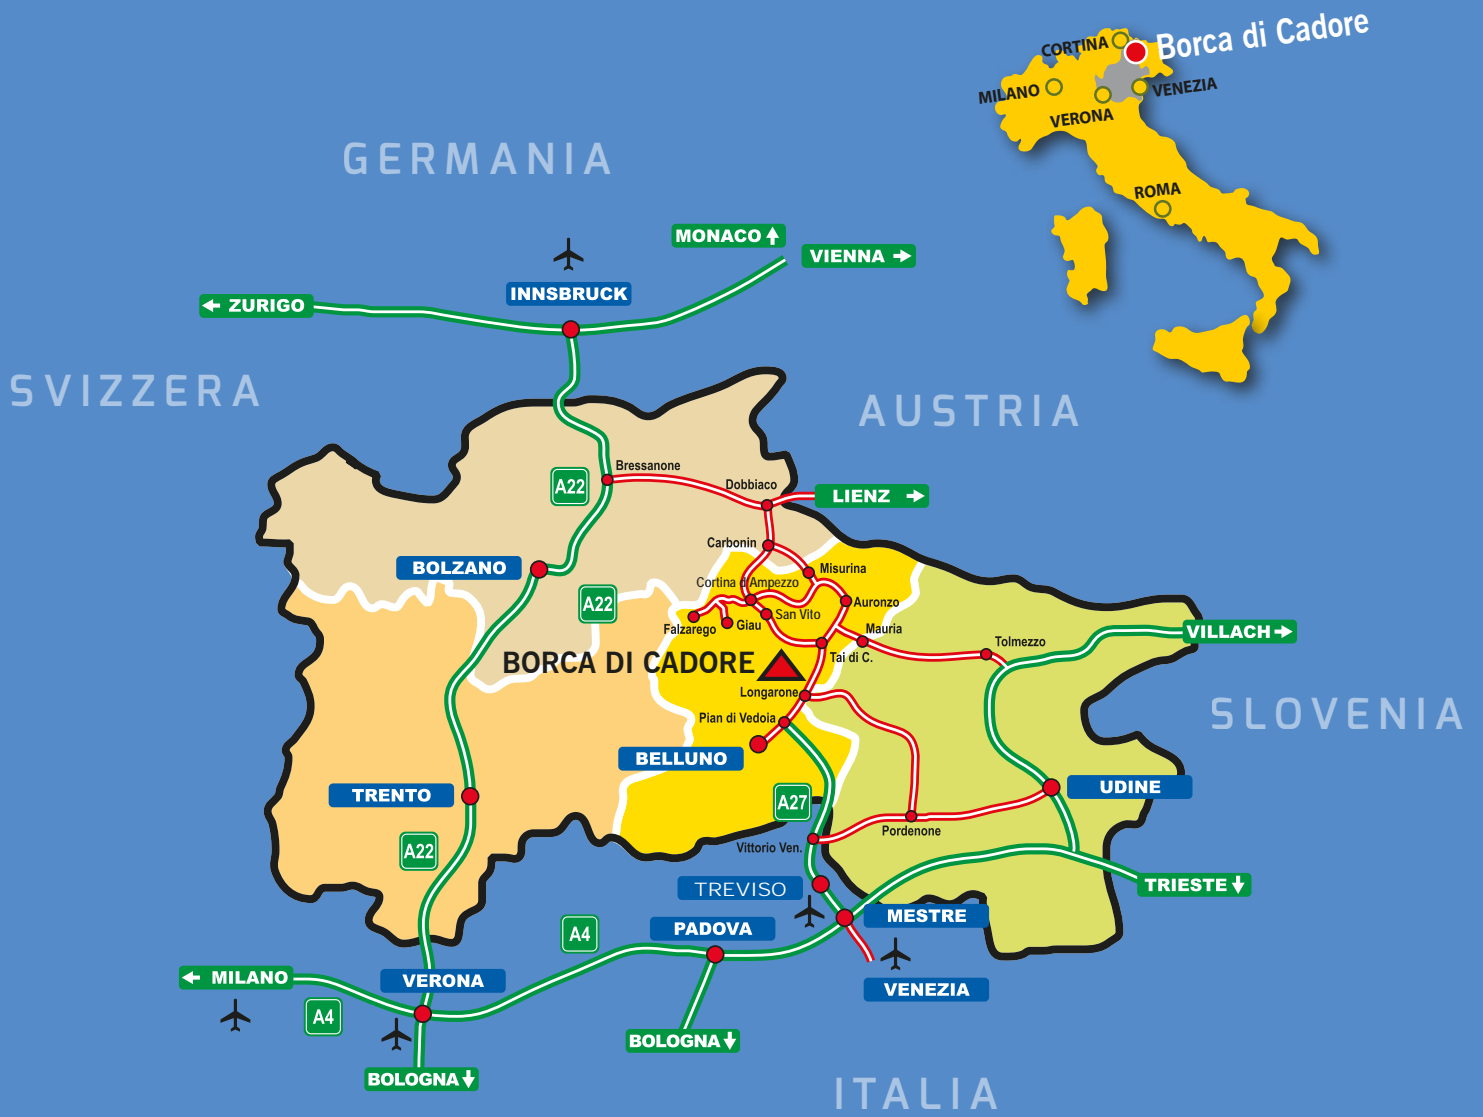 Borca di Cadore
CORTINA
MILANO
VENEZIA
VERONA
ROMA
GERMANIA
MONACO
VIENNA
INNSBRUCK
ZURIGO
SVIZZERA
AUSTRIA
Bressanone
A22
Dobbiaco
LIENZ
Carbonin
BOLZANO
Misurina
Cortina d'Ampezzo
A22
Auronzo
San Vito
Falzarego
Giau
Mauria
VILLACH
Tolmezzo
BORCA DI CADORE
Tai di C.
Longarone
SLOVENIA
Pian di Vedoia
BELLUNO
TRENTO
A27
UDINE
Pordenone
A22
Vittorio Ven.
TREVISO
TRIESTE
MESTRE
A4
PADOVA
MILANO
VERONA
VENEZIA
A4
BOLOGNA
BOLOGNA
ITALIA